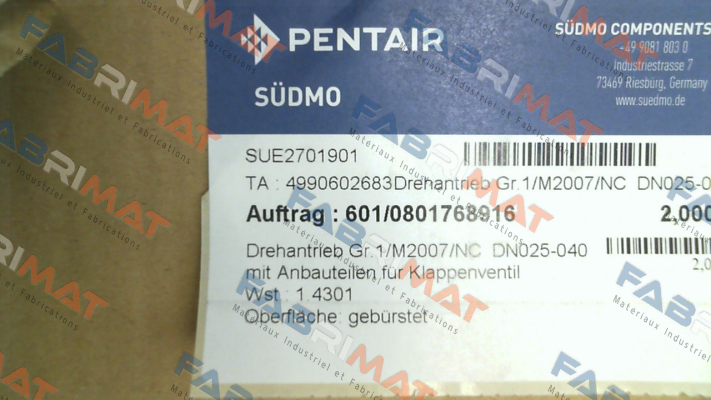 PENTAIR
SÜDMO
SÜDMO COMPONENTS
+49 9081 803 0
Industriestrasse 7
73469 Riesbürg, Germany
www.suedmo.de
SUE2701901
TA : 4990602683Drehantrieb Gr.1/M2007/NC DN025-0
Auftrag : 601/0801768916 2,000
Drehantrieb Gr.1/M2007/NC DN025-040
mit Anbauteilen für Klappenventil
2,0
Wst : 1.4301
Oberfläche: gebürstet
FABRIMAT
Materiaux Industriel et Fabrications